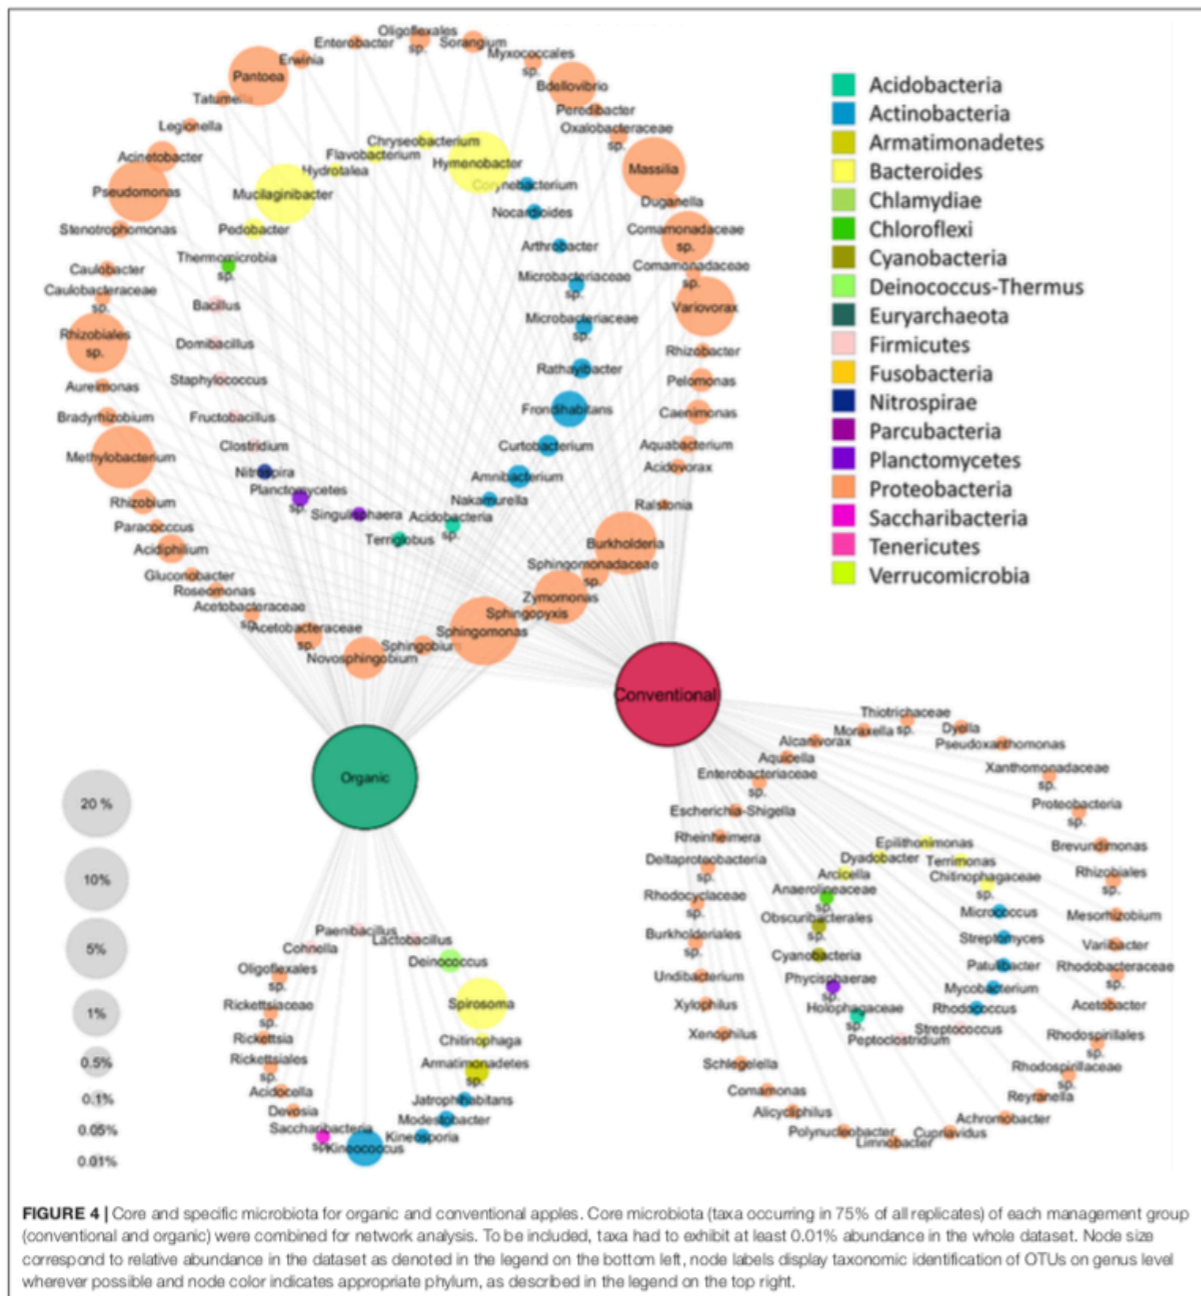 Oligoflexales
sp.
Sorangium
Enterobacter
Erwinia
Myxococcales
sp.
Pantoea
Bdellovibrio
Tatumella
Peredibacter
Legionella
Oxalobacteraceae
sp.
Chryseobacterium
Flavobacterium
Hymenobacter
Acinetobacter
Hydrotalea
Massilia
Pseudomonas
Mucilaginibacter
Corynebacterium
Duganella
Nocardioides
Stenotrophomonas
Pedobacter
Comamonadaceae
sp.
Arthrobacter
Thermomicrobia
sp.
Caulobacter
Comamonadaceae
sp.
Microbacteriaceae
sp.
Caulobacteraceae
sp.
Bacillus
Variovorax
Microbacteriaceae
sp.
Rhizobiales
sp.
Domibacillus
Rhizobacter
Rathayibacter
Staphylococcus
Aureimonas
Pelomonas
Frondihabitans
Caenimonas
Bradyrhizobium
Fructobacillus
Clostridium
Curtobacterium
Aquabacterium
Methylobacterium
Nitrospira
Acidovorax
Amnibacterium
Planctomycetes
sp.
Rhizobium
Nakamurella
Ralstonia
Singulisphaera
Acidobacteria
sp.
Paracoccus
Terriglobus
Burkholderia
Acidiphilium
Sphingomonadaceae
sp.
Gluconobacter
Roseomonas
Zymomonas
Acetobacteraceae
sp.
Sphingopyxis
Acetobacteraceae
sp.
Sphingomonas
Sphingobium
Novosphingobium
Acidobacteria
Actinobacteria
Armatimonadetes
Bacteroides
Chlamydiae
Chloroflexi
Cyanobacteria
Deinococcus-Thermus
Euryarchaeota
Firmicutes
Fusobacteria
Nitrospirae
Parcubacteria
Planctomycetes
Proteobacteria
Saccharibacteria
Tenericutes
Verrucomicrobia
Conventional
Organic
20 %
10%
5%
1%
0.5%
0.1%
0.05%
0.01%
Paenibacillus
Lactobacillus
Cohnella
Deinococcus
Oligoflexales
sp.
Spirosoma
Rickettsiaceae
sp.
Rickettsia
Chitinophaga
Rickettsiales
sp.
Armatimonadetes
sp.
Acidocella
Jatrophihabitans
Devosia
Modestobacter
Saccharibacteria
sp.
Kineosporia
Kineococcus
Thiotrichaceae
sp.
Moraxella
Dyella
Alcanivorax
Pseudoxanthomonas
Aquicella
Enterobacteriaceae
sp.
Xanthomonadaceae
sp.
Escherichia-Shigella
Proteobacteria
sp.
Rheinheimera
Epilithonimonas
Brevundimonas
Deltaproteobacteria
sp.
Dyadobacter
Terrimonas
Arcicella
Chitinophagaceae
sp.
Rhizobiales
sp.
Anaerolineaceae
sp.
Rhodocyclaceae
sp.
Micrococcus
Mesorhizobium
Obscuribacterales
sp.
Burkholderiales
sp.
Streptomyces
Varibacter
Cyanobacteria
Patulibacter
Rhodobacteraceae
sp.
Undibacterium
Phycisphaerae
sp.
Mycobacterium
Xylophilus
Holophagaceae
sp.
Rhodococcus
Acetobacter
Xenophilus
Streptococcus
Peptoclostridium
Rhodospirillales
sp.
Schlegelella
Rhodospirillaceae
sp.
Comamonas
Reyranella
Alicycliphilus
Achromobacter
Polynucleobacter
Cupriavidus
Limnobacter
FIGURE 4 | Core and specific microbiota for organic and conventional apples. Core microbiota (taxa occurring in 75% of all replicates) of each management group
(conventional and organic) were combined for network analysis. To be included, taxa had to exhibit at least 0.01% abundance in the whole dataset. Node size
correspond to relative abundance in the dataset as denoted in the legend on the bottom left, node labels display taxonomic identification of OTUs on genus level
wherever possible and node color indicates appropriate phylum, as described in the legend on the top right.